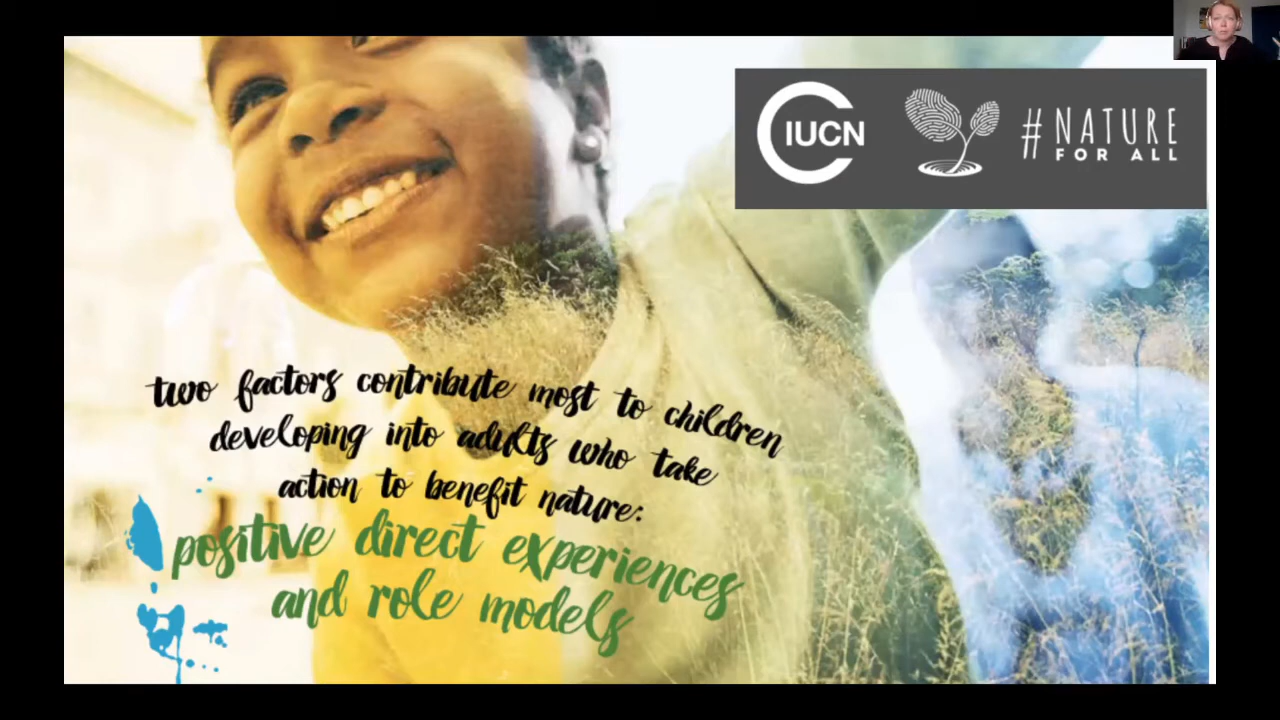 IUCN
#NATURE
FOR ALL
two factors contribute most to children
developing into adults who take
action to benefit nature:
positive direct experiences
and role models